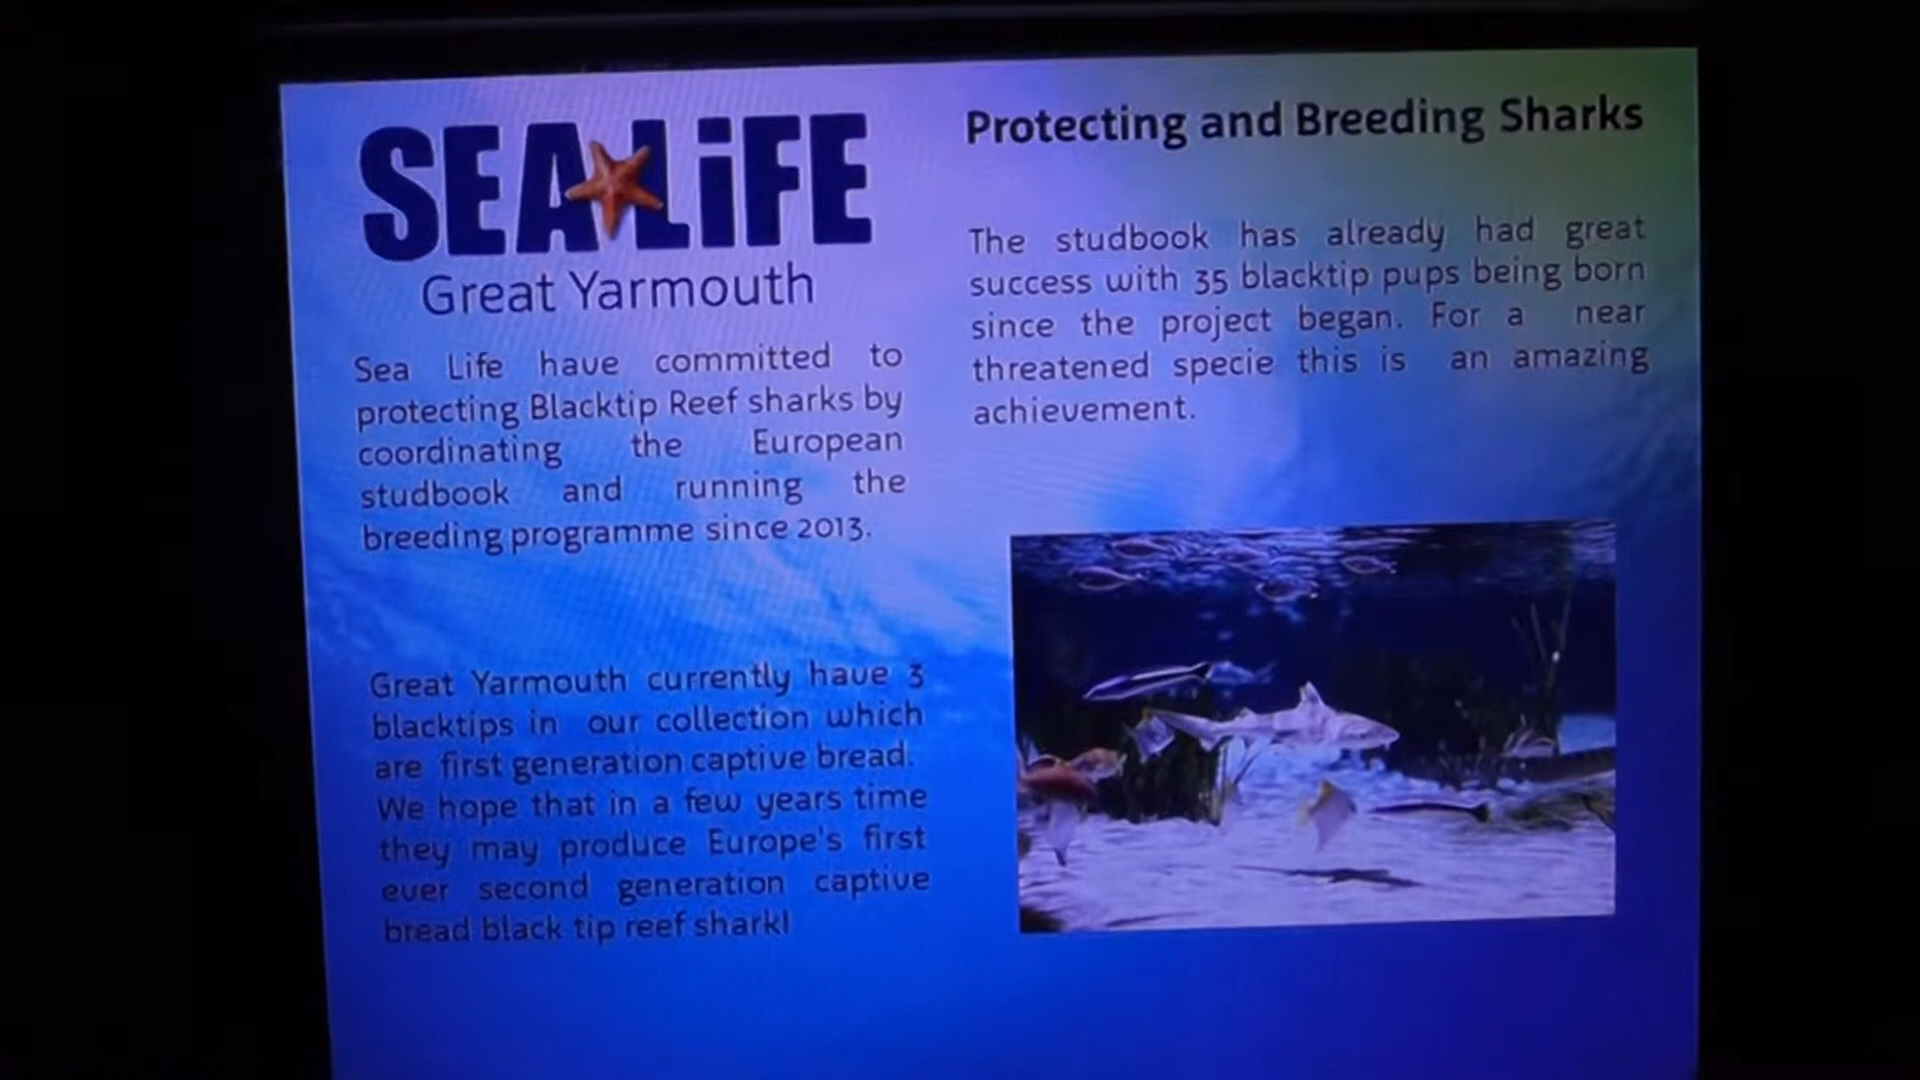 SEA LiFE
Great Yarmouth
Sea Life have committed to
protecting Blacktip Reef sharks by
coordinating the European
studbook and running the
breeding programme since 2013.
Great Yarmouth currently have 3
blacktips in our collection which
are first generation captive bread.
We hope that in a few years time
they may produce Europe's first
ever second generation captive
bread black tip reef shark!
Protecting and Breeding Sharks
The studbook has already had great
success with 35 blacktip pups being born
since the project began. For a near
threatened specie this is an amazing
achievement.